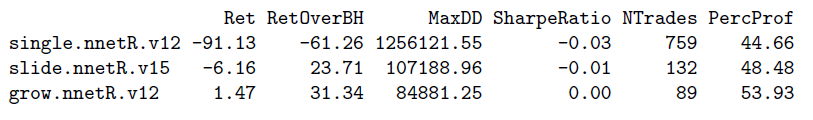 Ret RetOverBH MaxDD SharpeRatio NTrades PercProf
single.nnetR.v12 -91.13 -61.26 1256121.55 -0.03 759 44.66
slide.nnetR.v15 -6.16 23.71 107188.96 -0.01 132 48.48
grow.nnetR.v12 1.47 31.34 84881.25 0.00 89 53.93